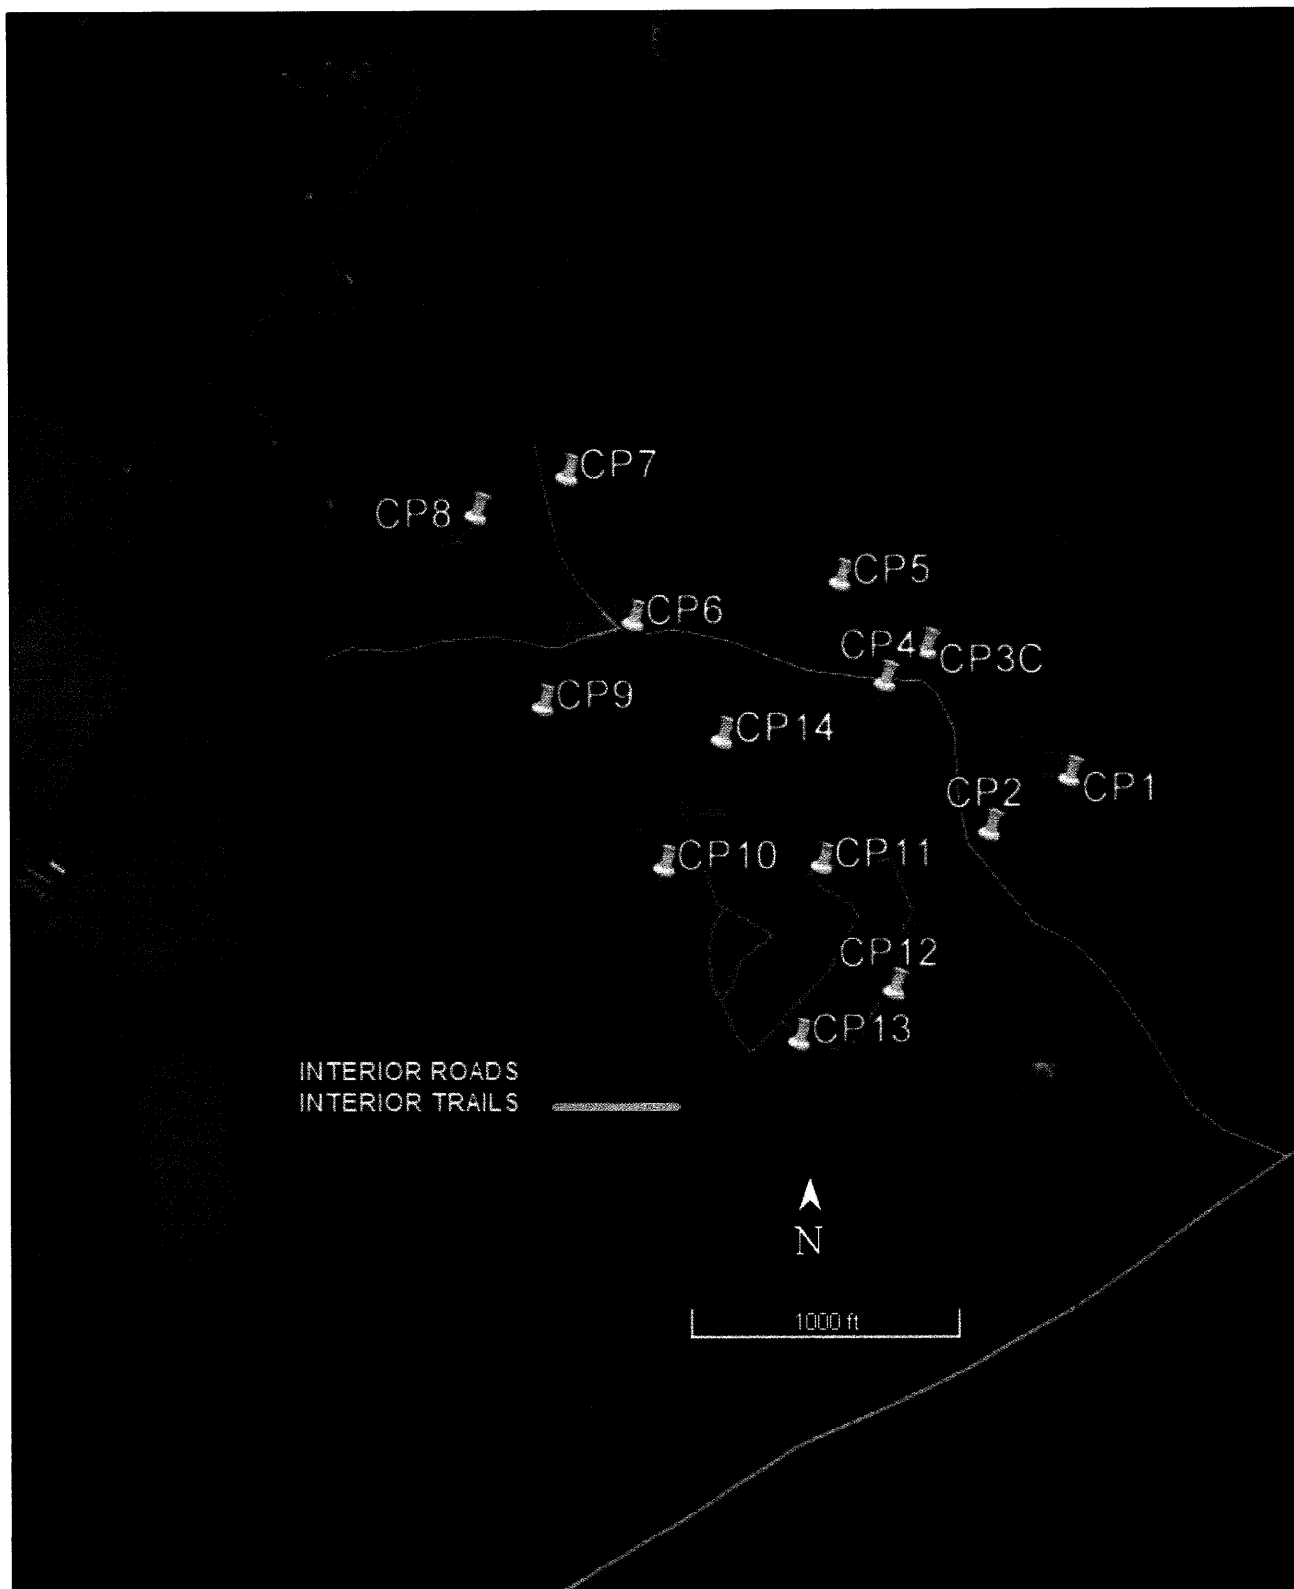 CP7
CP8
CP5
CP6
CP4
CP3C
CP9
CP14
CP1
CP2
CP10
CP11
CP12
CP13
INTERIOR ROADS
INTERIOR TRAILS
N
1000 ft